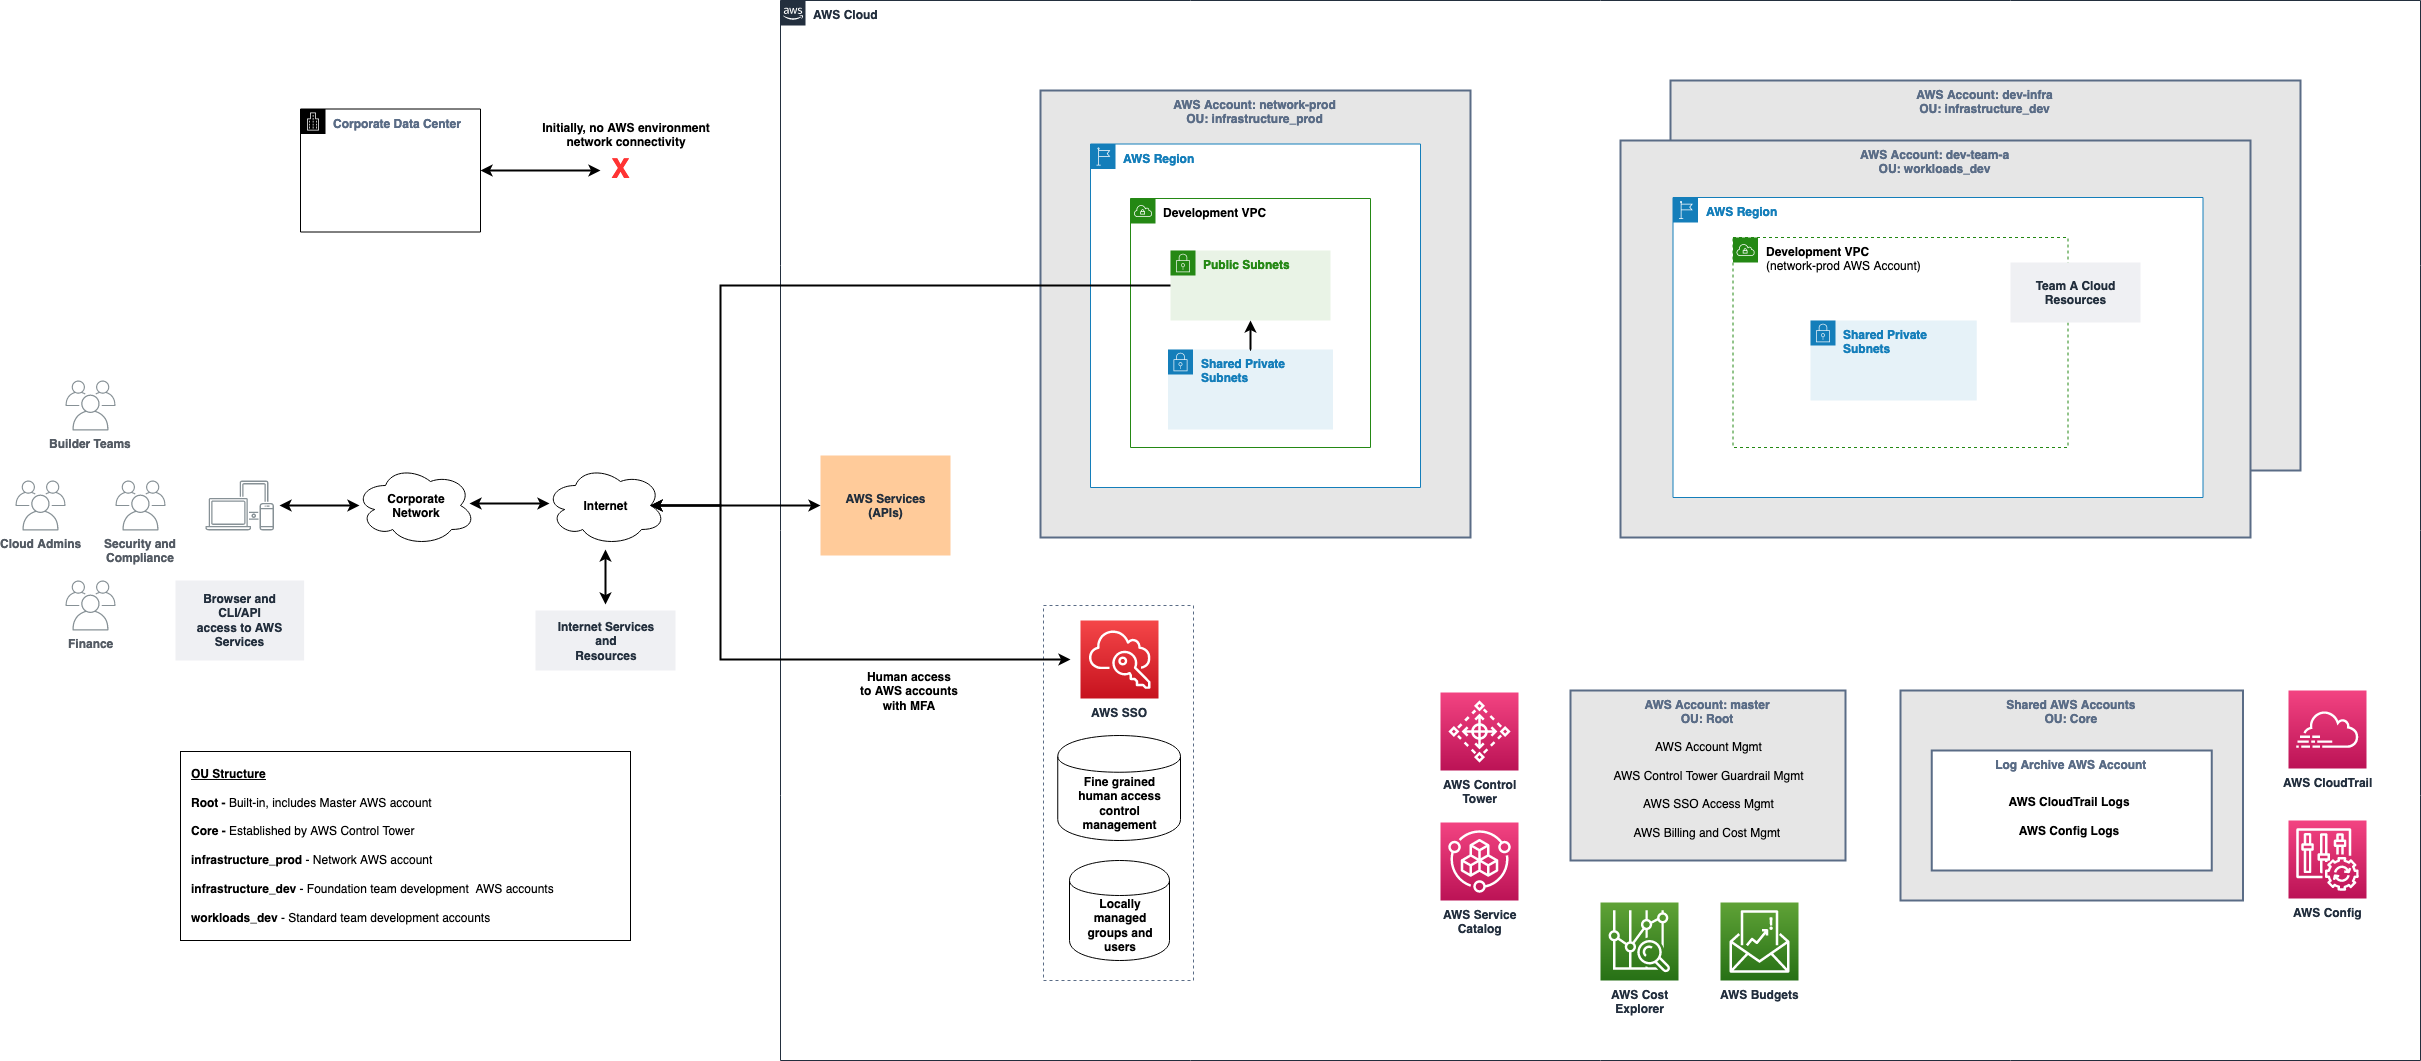 aws
AWS Cloud
Corporate Data Center
Initially, no AWS environment
network connectivity
X
AWS Account: network-prod
OU: infrastructure_prod
AWS Region
Development VPC
Public Subnets
Shared Private
Subnets
AWS Account: dev-infra
OU: infrastructure_dev
AWS Account: dev-team-a
OU: workloads_dev
AWS Region
Development VPC
(network-prod AWS Account)
Team A Cloud
Resources
Shared Private
Subnets
Builder Teams
Cloud Admins
Security and
Compliance
Finance
Browser and
CLI/API
access to AWS
Services
Corporate
Network
Internet
Internet Services
and
Resources
AWS Services
(APIs)
Human access
to AWS accounts
with MFA
AWS SSO
Fine grained
human access
control
management
Locally
managed
groups and
users
OU Structure
Root - Built-in, includes Master AWS account
Core - Established by AWS Control Tower
infrastructure_prod - Network AWS account
infrastructure_dev - Foundation team development AWS accounts
workloads_dev - Standard team development accounts
AWS Control
Tower
AWS Service
Catalog
AWS Account: master
OU: Root
AWS Account Mgmt
AWS Control Tower Guardrail Mgmt
AWS SSO Access Mgmt
AWS Billing and Cost Mgmt
AWS Cost
Explorer
AWS Budgets
Shared AWS Accounts
OU: Core
Log Archive AWS Account
AWS CloudTrail Logs
AWS Config Logs
AWS CloudTrail
AWS Config